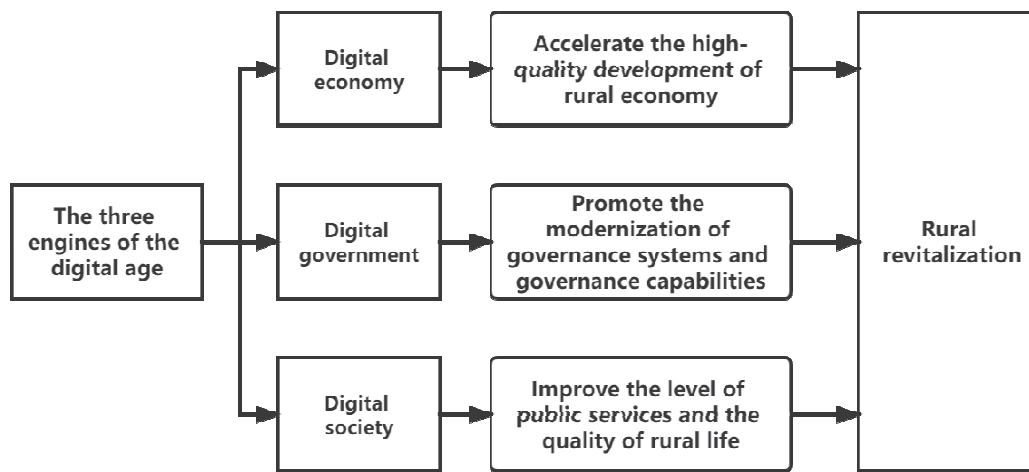 The three
engines of the
digital age
Digital
economy
Accelerate the high-
quality development of
rural economy
Digital
government
Promote the
modernization of
governance systems and
governance capabilities
Digital
society
Improve the level of
public services and the
quality of rural life
Rural
revitalization